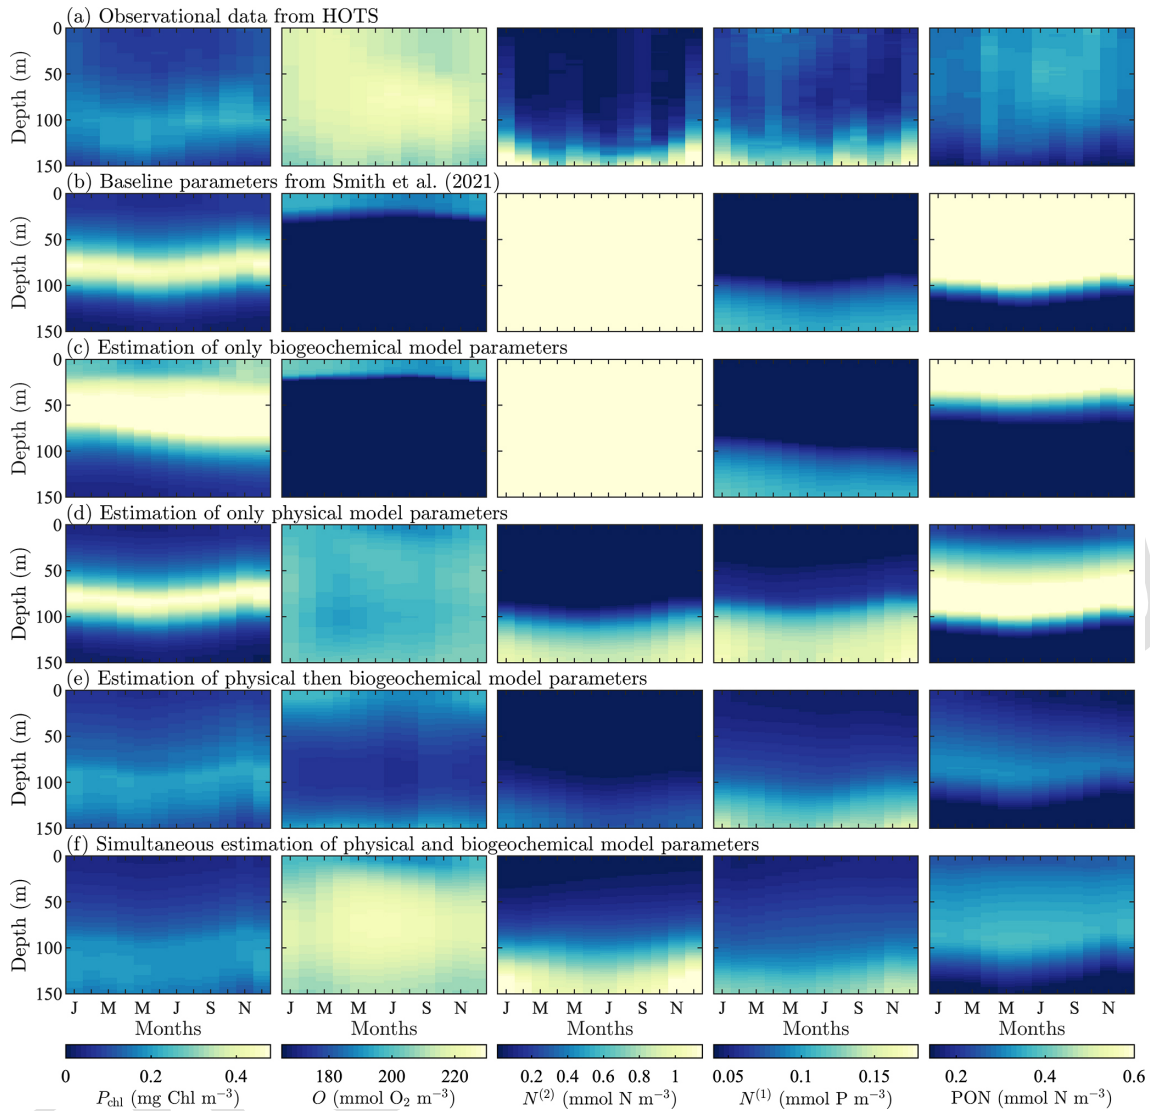 (a) Observational data from HOTS
0
50
100
150
Depth (m)
(b) Baseline parameters from Smith et al. (2021)
0
50
100
150
Depth (m)
(c) Estimation of only biogeochemical model parameters
0
50
100
150
Depth (m)
(d) Estimation of only physical model parameters
0
50
100
150
Depth (m)
(e) Estimation of physical then biogeochemical model parameters
0
50
100
150
Depth (m)
(f) Simultaneous estimation of physical and biogeochemical model parameters
0
50
100
150
Depth (m)
J M M J S N J M M J S N J M M J S N J M M J S N J M M J S N
Months Months Months Months Months
0 0.2 0.4 180 200 220 0.2 0.4 0.6 0.8 1 0.05 0.1 0.15 0.2 0.4 0.6
P_chl (mg Chl m⁻³) O (mmol O₂ m⁻³) N⁽²⁾ (mmol N m⁻³) N⁽¹⁾ (mmol P m⁻³) PON (mmol N m⁻³)